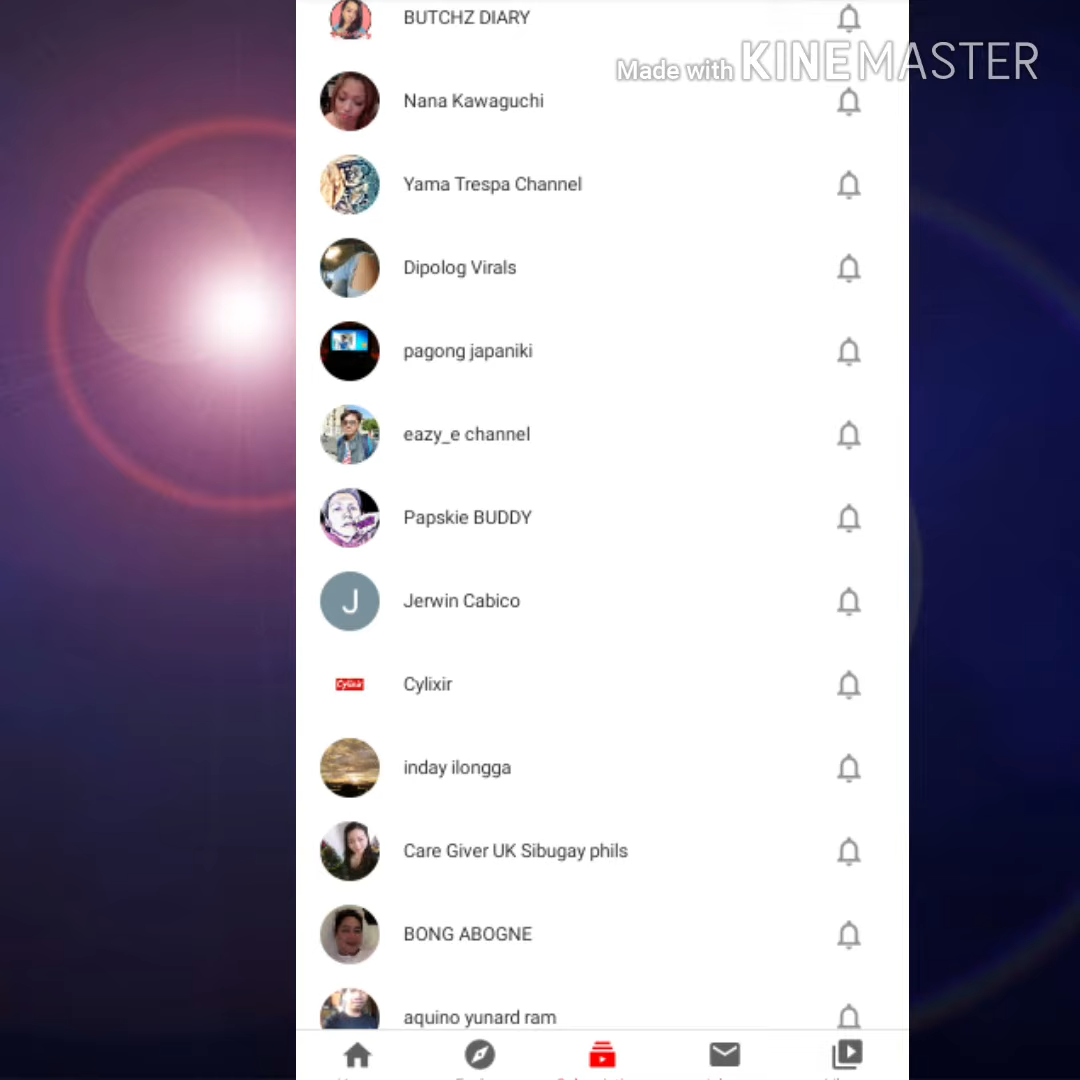 BUTCHZ DIARY
Made with KINEMASTER
Nana Kawaguchi
Yama Trespa Channel
Dipolog Virals
pagong japaniki
eazy_e channel
Papskie BUDDY
J
Jerwin Cabico
Cylixir
Cylixir
inday ilongga
Care Giver UK Sibugay phils
BONG ABOGNE
aquino yunard ram